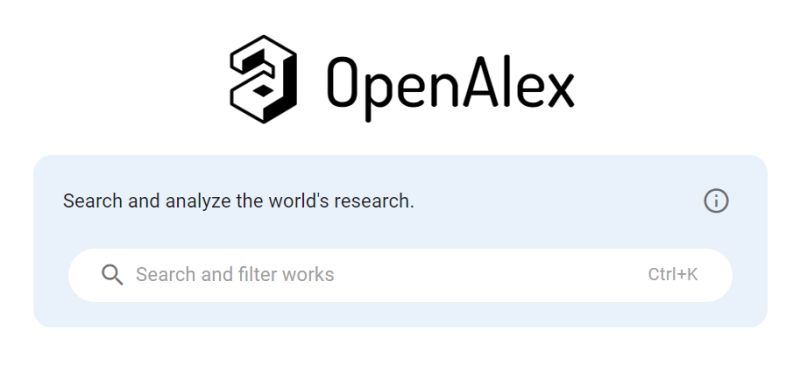 OpenAlex
Search and analyze the world's research.
Search and filter works
Ctrl+K